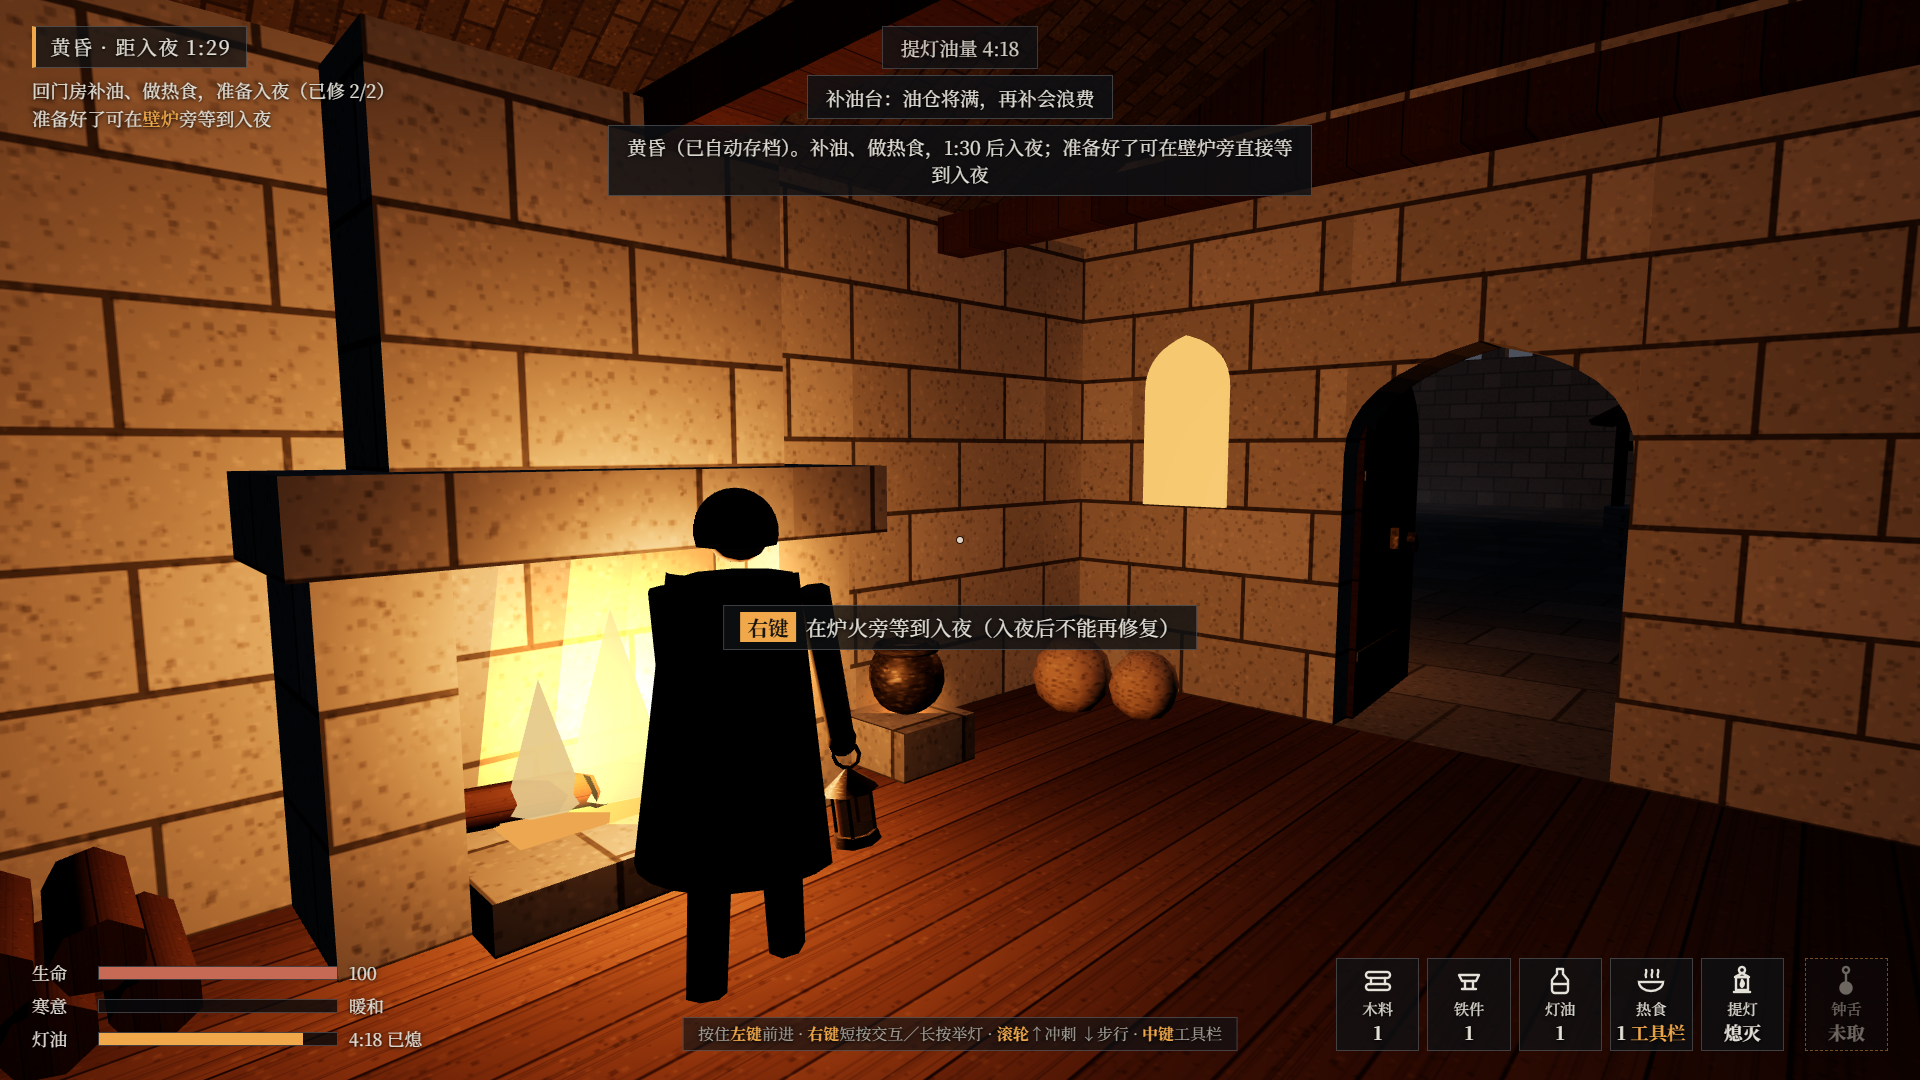 黄昏 · 距入夜 1:29
回门房补油、做热食，准备入夜（已修 2/2）
准备好了可在壁炉旁等到入夜
提灯油量 4:18
补油台：油仓将满，再补会浪费
黄昏（已自动存档）。补油、做热食，1:30 后入夜；准备好了可在壁炉旁直接等
到入夜
右键 在炉火旁等到入夜（入夜后不能再修复）
生命 100
寒意 暖和
灯油 4:18 已熄
按住左键前进 · 右键短按交互／长按举灯 · 滚轮↑冲刺 ↓步行 · 中键工具栏
木料
1
铁件
1
灯油
1
热食
1 工具栏
提灯
熄灭
钟舌
未取